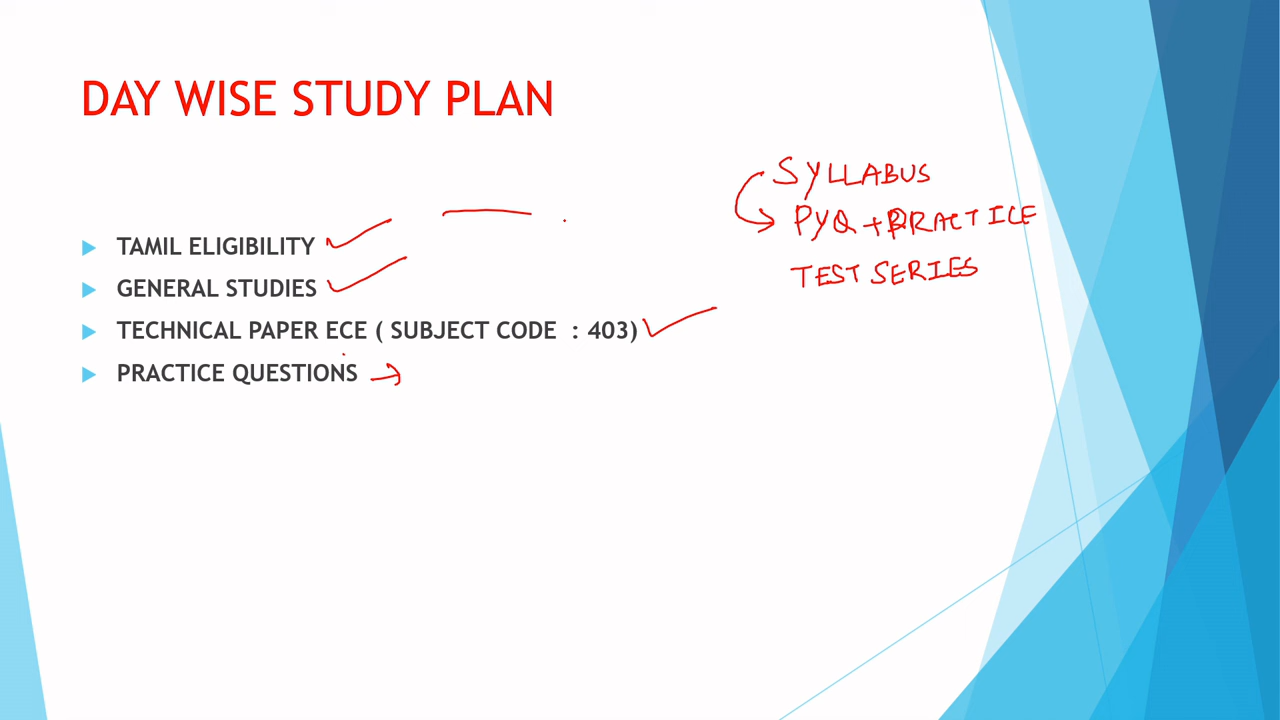 DAY WISE STUDY PLAN
TAMIL ELIGIBILITY
GENERAL STUDIES
TECHNICAL PAPER ECE ( SUBJECT CODE : 403)
PRACTICE QUESTIONS
SYLLABUS
PYQ + PRACTICE
TEST SERIES